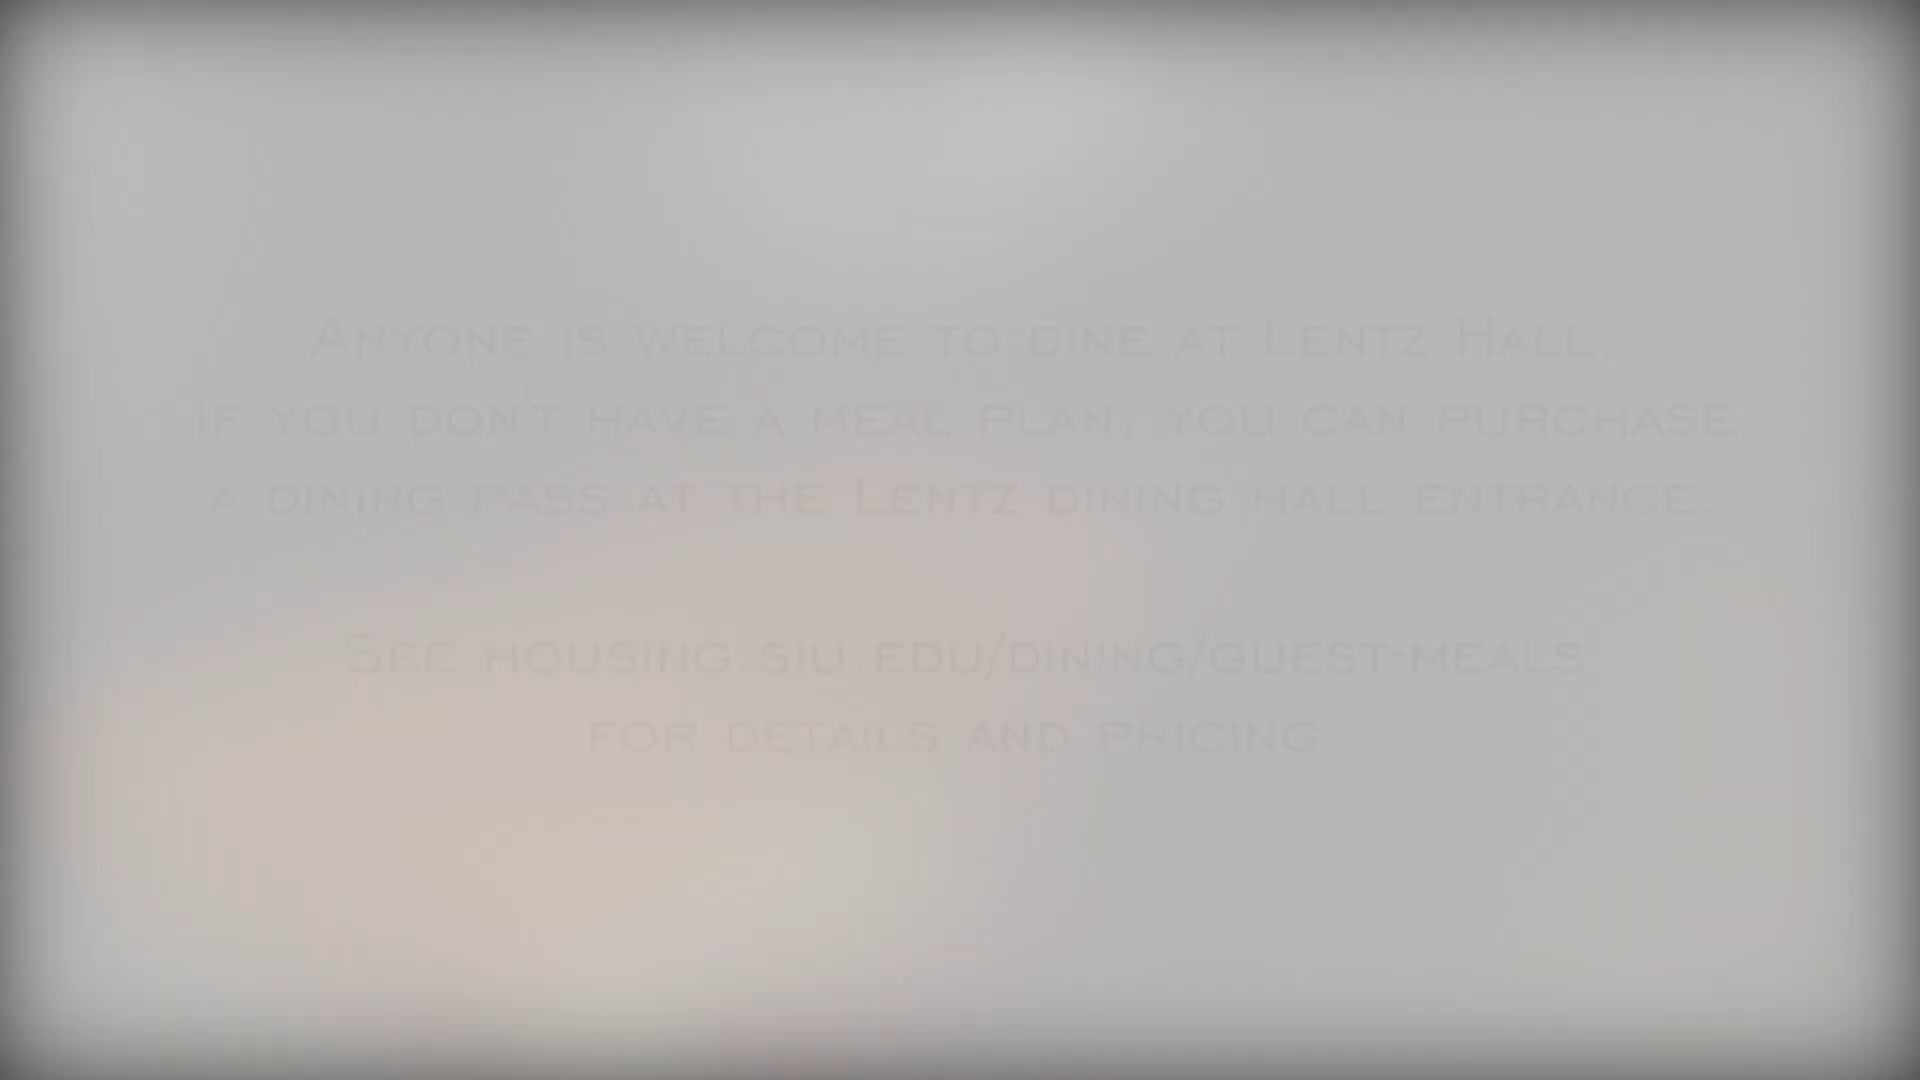 Anyone is welcome to dine at Lentz Hall.
If you don't have a meal plan, you can purchase
a dining pass at the Lentz dining hall entrance.
See housing.siu.edu/dining/guest-meals
for details and pricing.